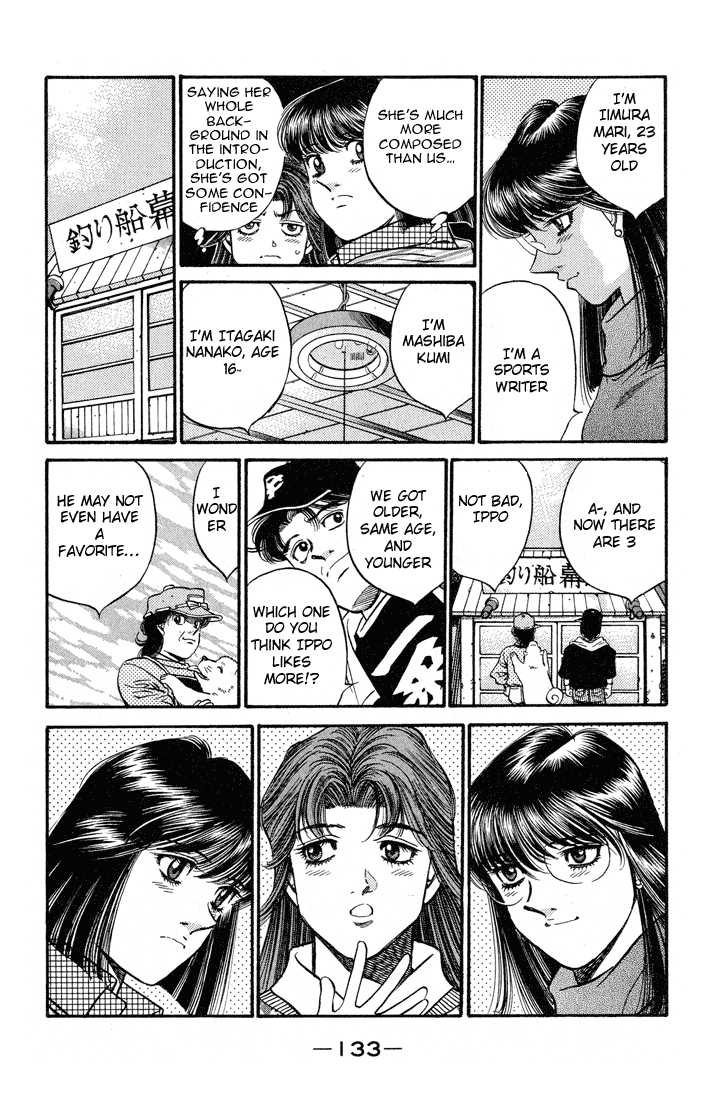 I'M
IIMURA
MARI, 23
YEARS
OLD
I'M A
SPORTS
WRITER
SHE'S MUCH
MORE
COMPOSED
THAN US...
SAYING HER
WHOLE
BACK-
GROUND IN
THE INTRO-
DUCTION,
SHE'S GOT
SOME CON-
FIDENCE
I'M
MASHIBA
KUMI
I'M ITAGAKI
NANAKO, AGE
16~
釣り船幕
A-, AND
NOW THERE
ARE 3
NOT BAD,
IPPO
釣り船幕
WE GOT
OLDER,
SAME AGE,
AND
YOUNGER
WHICH ONE
DO YOU
THINK IPPO
LIKES
MORE!?
I
WOND
ER
HE MAY NOT
EVEN HAVE
A
FAVORITE...
—133—